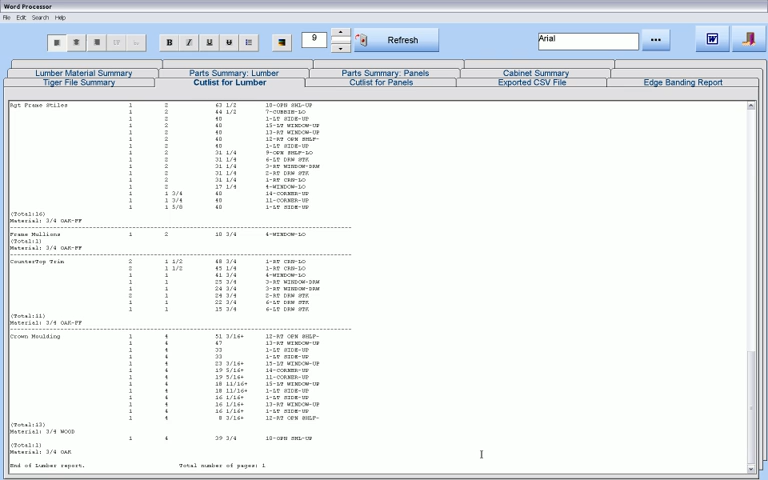 Word Processor
File Edit Search Help
B I U U B 9 Refresh Arial ... W
Lumber Material Summary Parts Summary: Lumber Parts Summary: Panels Cabinet Summary
Tiger File Summary Cutlist for Lumber Cutlist for Panels Exported CSV File Edge Banding Report
Rgt Frame Stiles 1 2 63 1/2 10-OPN SHL-UP
1 2 44 1/2 7-CUBBIH-LO
1 2 40 1-LT SIDE-UP
1 2 40 15-LT WINDOW-UP
1 2 40 13-RT WINDOW-UP
1 2 40 12-RT OPN SHLF-
1 2 40 1-LT SIDE-UP
1 2 31 1/4 9-OPN SHLF-LO
1 2 31 1/4 6-LT DRW STK
1 2 31 1/4 3-RT WINDOW-DRW
1 2 31 1/4 2-RT DRW STK
1 2 31 1/4 1-RT CRN-LO
1 2 17 1/4 4-WINDOW-LO
1 1 3/4 40 14-CORNER-UP
1 1 3/4 40 11-CORNER-UP
1 1 5/8 40 1-LT SIDE-UP
(Total:16)
Material: 3/4 OAK-FF
Frame Mullions 1 2 18 3/4 4-WINDOW-LO
(Total:1)
Material: 3/4 OAK-FF
CounterTop Trim 2 1 1/2 48 3/4 1-RT CRN-LO
2 1 1/2 45 1/4 1-RT CRN-LO
1 1 41 3/4 4-WINDOW-LO
1 1 25 3/4 3-RT WINDOW-DRW
1 1 24 3/4 3-RT WINDOW-DRW
2 1 24 3/4 2-RT DRW STK
1 1 22 3/4 6-LT DRW STK
1 1 15 3/4 6-LT DRW STK
(Total:11)
Material: 3/4 OAK-FF
Crown Moulding 1 4 51 3/16+ 12-RT OPN SHLF-
1 4 47 13-RT WINDOW-UP
1 4 33 1-LT SIDE-UP
1 4 33 1-LT SIDE-UP
1 4 23 3/16+ 15-LT WINDOW-UP
1 4 19 5/16+ 14-CORNER-UP
1 4 19 5/16+ 11-CORNER-UP
1 4 18 11/16+ 15-LT WINDOW-UP
1 4 18 11/16+ 1-LT SIDE-UP
1 4 16 1/16+ 1-LT SIDE-UP
1 4 16 1/16+ 13-RT WINDOW-UP
1 4 16 1/16+ 1-LT SIDE-UP
1 4 8 3/16+ 12-RT OPN SHLF-
(Total:13)
Material: 3/4 WOOD
1 4 39 3/4 10-OPN SHL-UP
(Total:1)
Material: 3/4 OAK
End of Lumber report. Total number of pages: 1